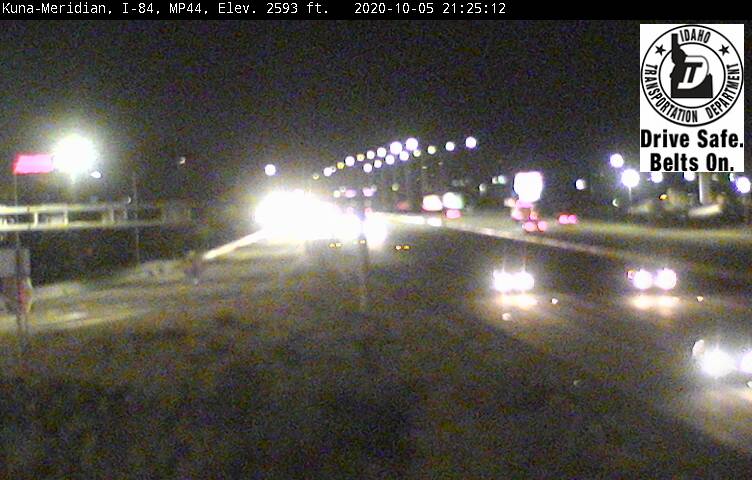 Kuna-Meridian, I-84, MP44, Elev. 2593 ft. 2020-10-05 21:25:12
IDAHO
TRANSPORTATION DEPARTMENT
Drive Safe.
Belts On.